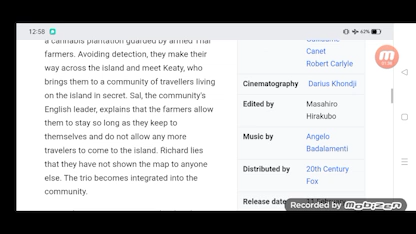 12:58
62%
a cannabis plantation guarded by armed Thai
farmers. Avoiding detection, they make their
way across the island and meet Keaty, who
brings them to a community of travellers living
on the island in secret. Sal, the community's
English leader, explains that the farmers allow
them to stay so long as they keep to
themselves and do not allow any more
travelers to come to the island. Richard lies
that they have not shown the map to anyone
else. The trio becomes integrated into the
community.
Guillaume
Canet
Robert Carlyle
Cinematography Darius Khondji
Edited by Masahiro
Hirakubo
Music by Angelo
Badalamenti
Distributed by 20th Century
Fox
Release date
Recorded by MOBIZEN